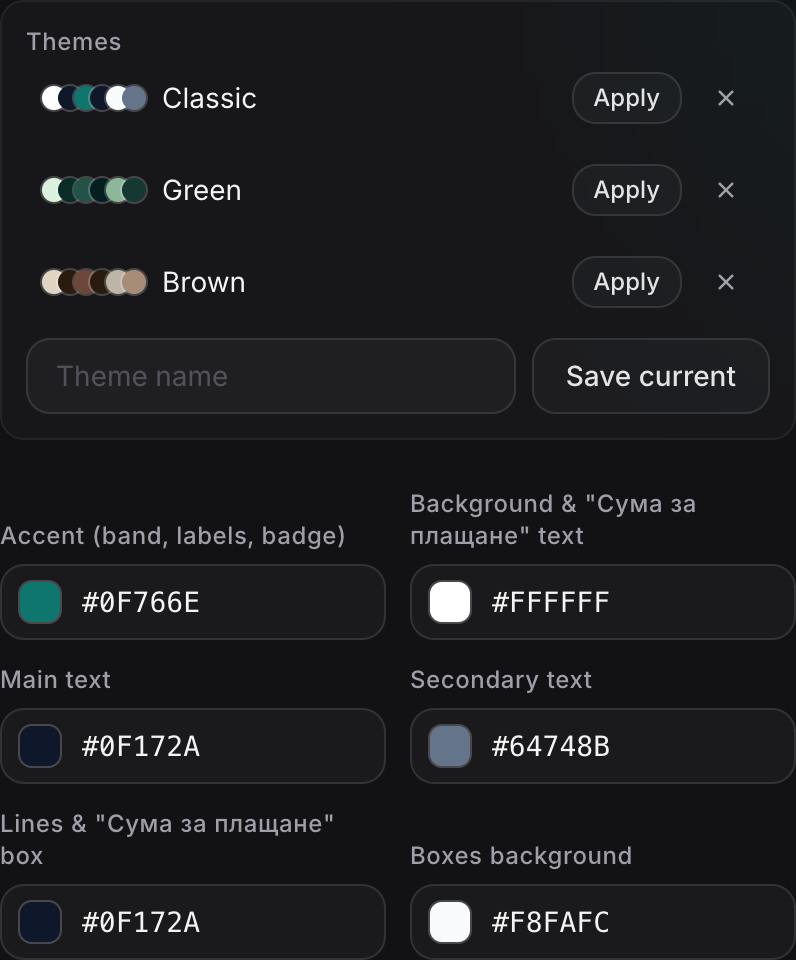 Themes
Classic
Apply
×
Green
Apply
×
Brown
Apply
×
Theme name
Save current
Accent (band, labels, badge)
Background & "Сума за
плащане" text
#0F766E
#FFFFFF
Main text
Secondary text
#0F172A
#64748B
Lines & "Сума за плащане"
box
Boxes background
#0F172A
#F8FAFC